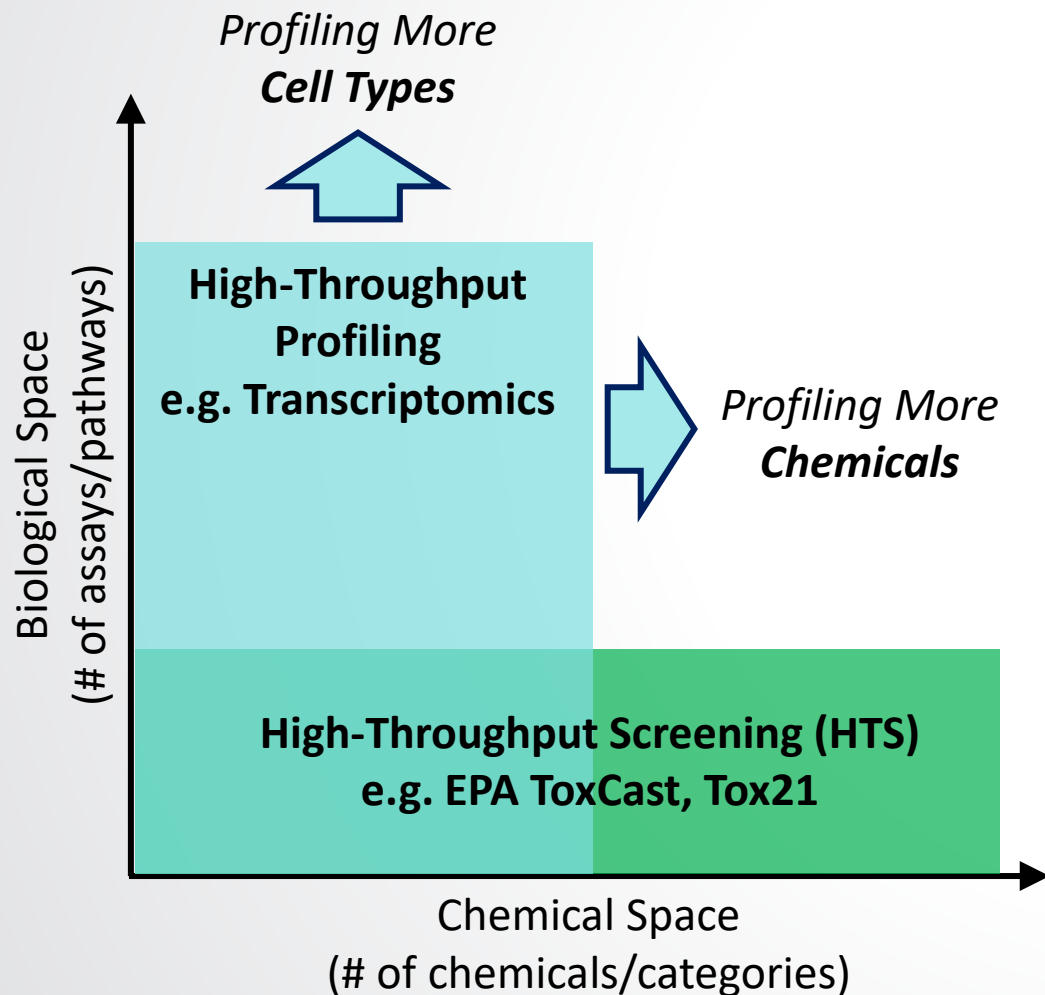 Profiling More
Cell Types
High-Throughput
Profiling
e.g. Transcriptomics
Profiling More
Chemicals
Biological Space
(# of assays/pathways)
High-Throughput Screening (HTS)
e.g. EPA ToxCast, Tox21
Chemical Space
(# of chemicals/categories)